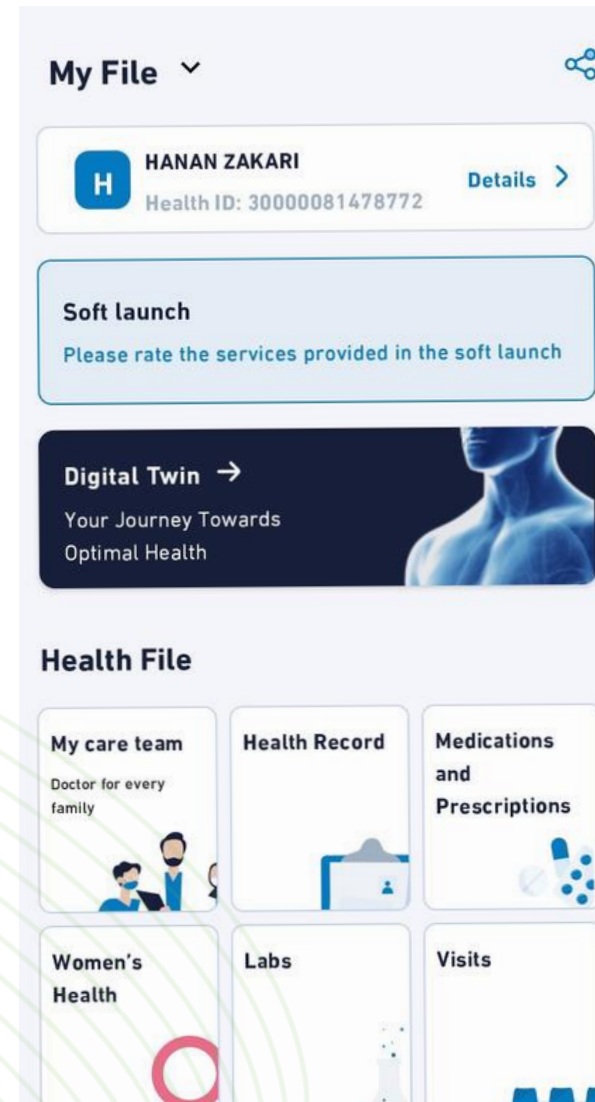 My File
H
HANAN ZAKARI
Health ID: 30000081478772
Details
Soft launch
Please rate the services provided in the soft launch
Digital Twin →
Your Journey Towards
Optimal Health
Health File
My care team
Doctor for every
family
Health Record
Medications
and
Prescriptions
Women's
Health
Labs
Visits